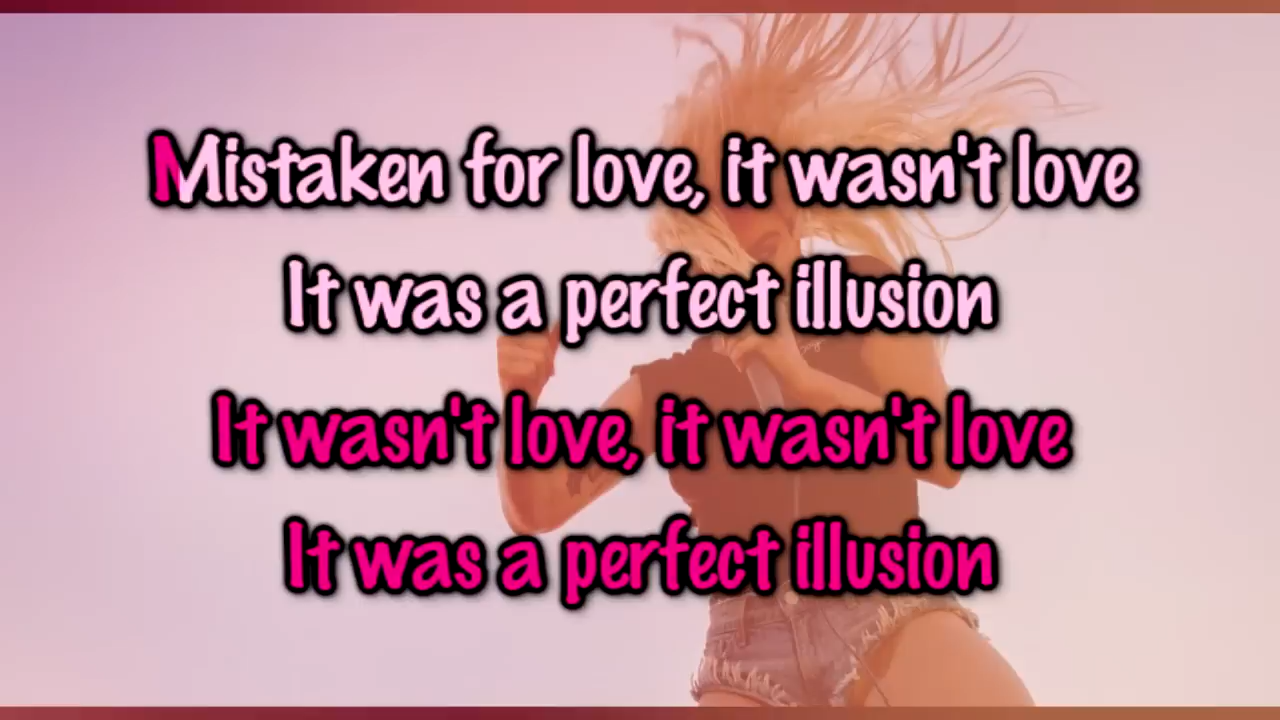 Mistaken for love, it wasn't love
It was a perfect illusion
It wasn't love, it wasn't love
It was a perfect illusion